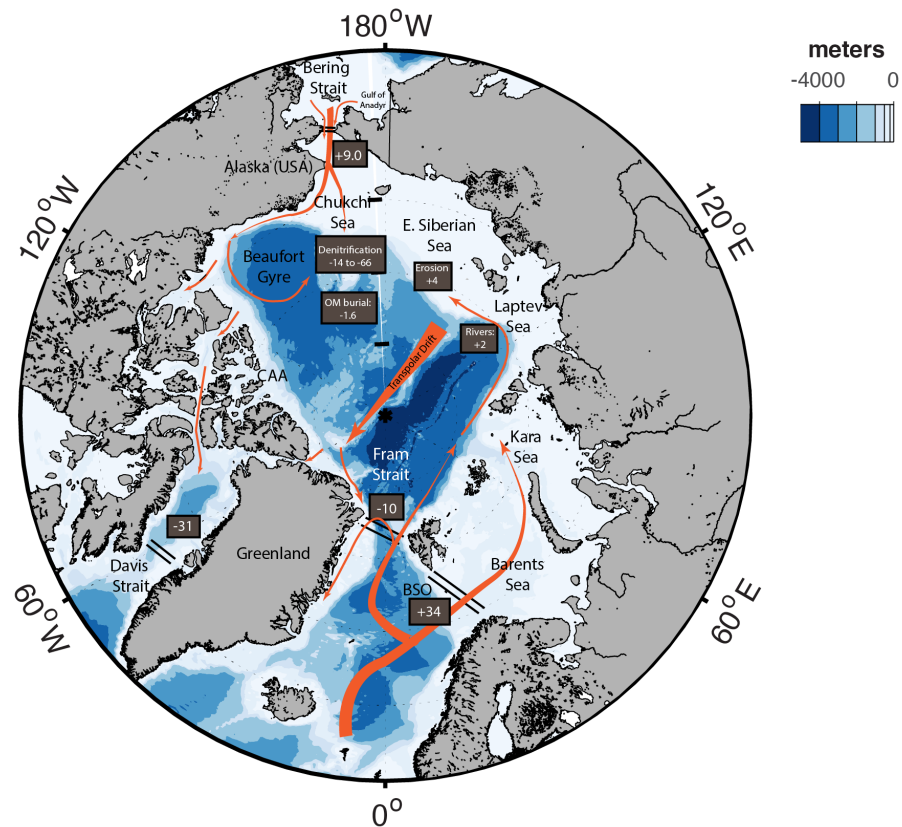 180°W
meters
-4000 0
Bering
Strait
Gulf of
Anadyr
+9.0
Alaska (USA)
120°W
120°E
Chukchi
Sea
E. Siberian
Sea
Beaufort
Gyre
Denitrification
-14 to -66
Erosion
+4
OM burial:
-1.6
Laptev
Sea
Rivers:
+2
Transpolar Drift
CAA
Kara
Sea
Fram
Strait
-10
-31
Greenland
Davis
Strait
Barents
Sea
BSO
+34
60°W
60°E
0°